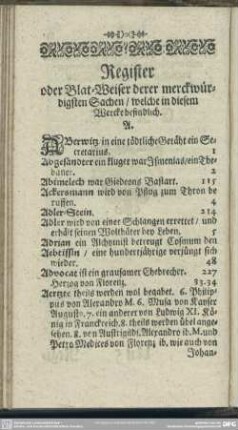 Register
oder Blat-Weiser derer merckwür-
digsten Sachen / welche in diesem
Wercke befindlich.
A.
ABerwitz in eine tödtliche Geräht ein Se-
cretarius. 1
Abgesandter ein kluger war Ismenias / ein The-
baner. 2
Abimelech war Gideons Bastart. 115
Ackersmann wird von Pflug zum Thron be-
ruffen. 4
Adler-Stein. 214
Adler wird von einer Schlangen errettet / und
erhält seinen Wolthäter bey Leben. 5
Adrian ein Alchymist betreugt Cosmum den
Aebtissin / eine hundertjährige verjüngt sich
wieder. 48
Advocat ist ein grausamer Ehebrecher. 227
Hertzog von Florentz. 83.34
Aertzte theils werden wol begabet. 6. Philip-
pus von Alexandro M. 6. Musa von Kayser
Augusto. 7. ein anderer von Ludwig XI. Kö-
nig in Franckreich. 8. theils werden übel ange-
sehen. 8. von Austrigildi. Alexandro ib. M. und
Petro Medices von Florentz ib. wie auch von
Johan-